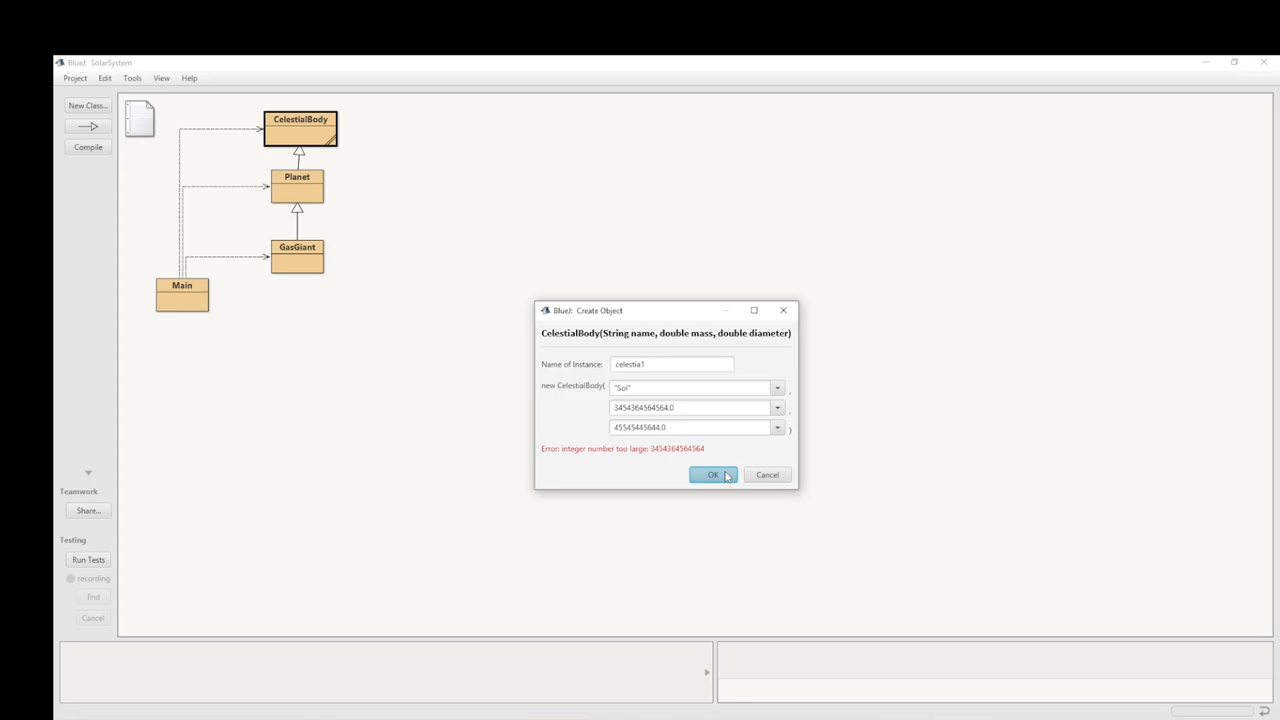 BlueJ: SolarSystem
Project Edit Tools View Help
New Class...
Compile
CelestialBody
Planet
GasGiant
Main
BlueJ: Create Object
CelestialBody(String name, double mass, double diameter)
Name of Instance: celestia1
new CelestialBody( "Sol" ,
3454364564564.0 ,
45545445644.0 )
Error: integer number too large: 3454364564564
OK Cancel
Teamwork
Share...
Testing
Run Tests
recording
End
Cancel